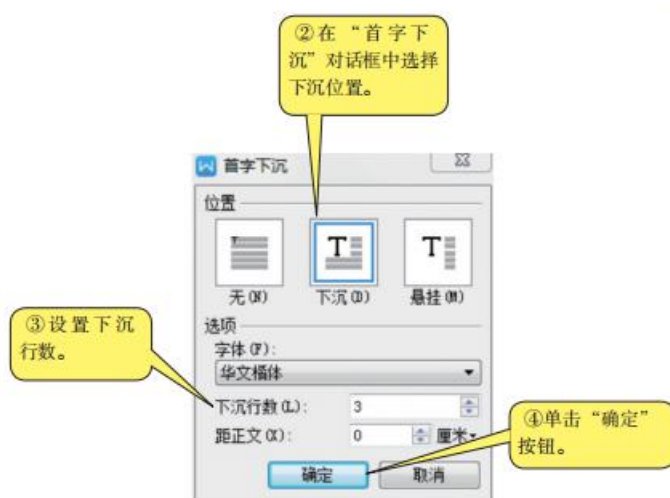 ②在“首字下
沉”对话框中选择
下沉位置。
首字下沉
位置
无(N)
下沉(D)
悬挂(M)
③设置下沉
行数。
选项
字体(F):
华文楷体
下沉行数(L): 3
距正文(X): 0 厘米
④单击“确定”
按钮。
确定
取消